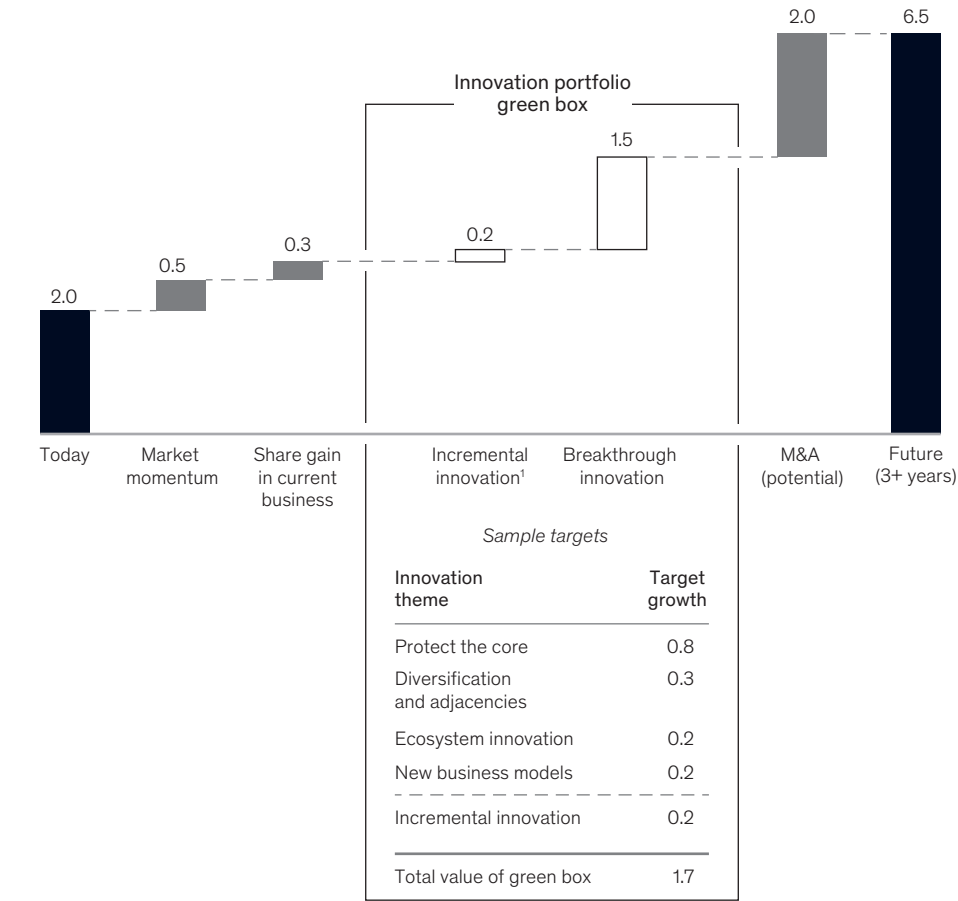 2.0
6.5
Innovation portfolio
green box
1.5
0.2
0.3
0.5
2.0
Today
Market
momentum
Share gain
in current
business
Incremental
innovation¹
Breakthrough
innovation
M&A
(potential)
Future
(3+ years)
Sample targets
Innovation
theme
Target
growth
Protect the core 0.8
Diversification 0.3
and adjacencies
Ecosystem innovation 0.2
New business models 0.2
Incremental innovation 0.2
Total value of green box 1.7